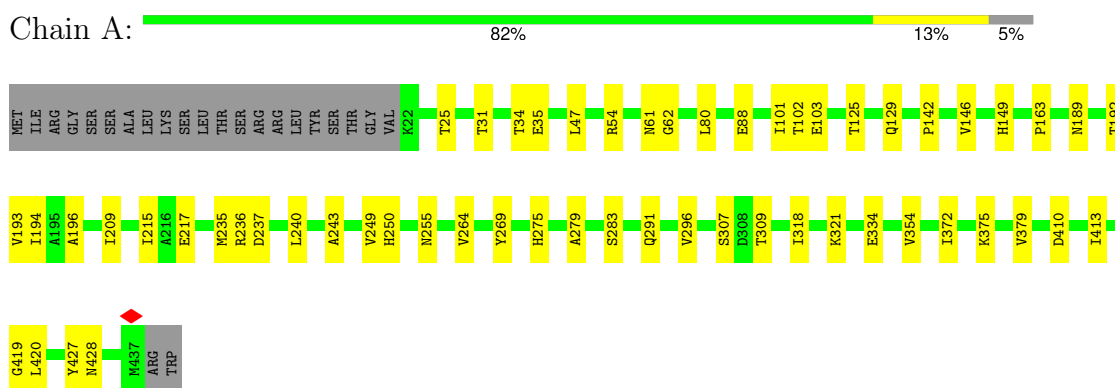 Chain A:
82% 13% 5%
MET ILE ARG GLY SER SER ALA LEU LYS SER LEU LEU THR SER ARG ARG LEU TYR SER THR GLY VAL K22 T25 T31 T34 E35 L47 R54 N61 G62 L80 E88 I101 T102 E103 T125 Q129 P142 V146 H149 P163 N189 T192
V193 I194 A195 A196 I209 I215 A216 E217 M235 R236 D237 L240 A243 V249 H250 N255 V264 Y269 H275 A279 S283 Q291 V296 S307 D308 T309 I318 K321 E334 V354 I372 K375 V379 D410 I413
G419 L420 Y427 N428 M437 ARG TRP